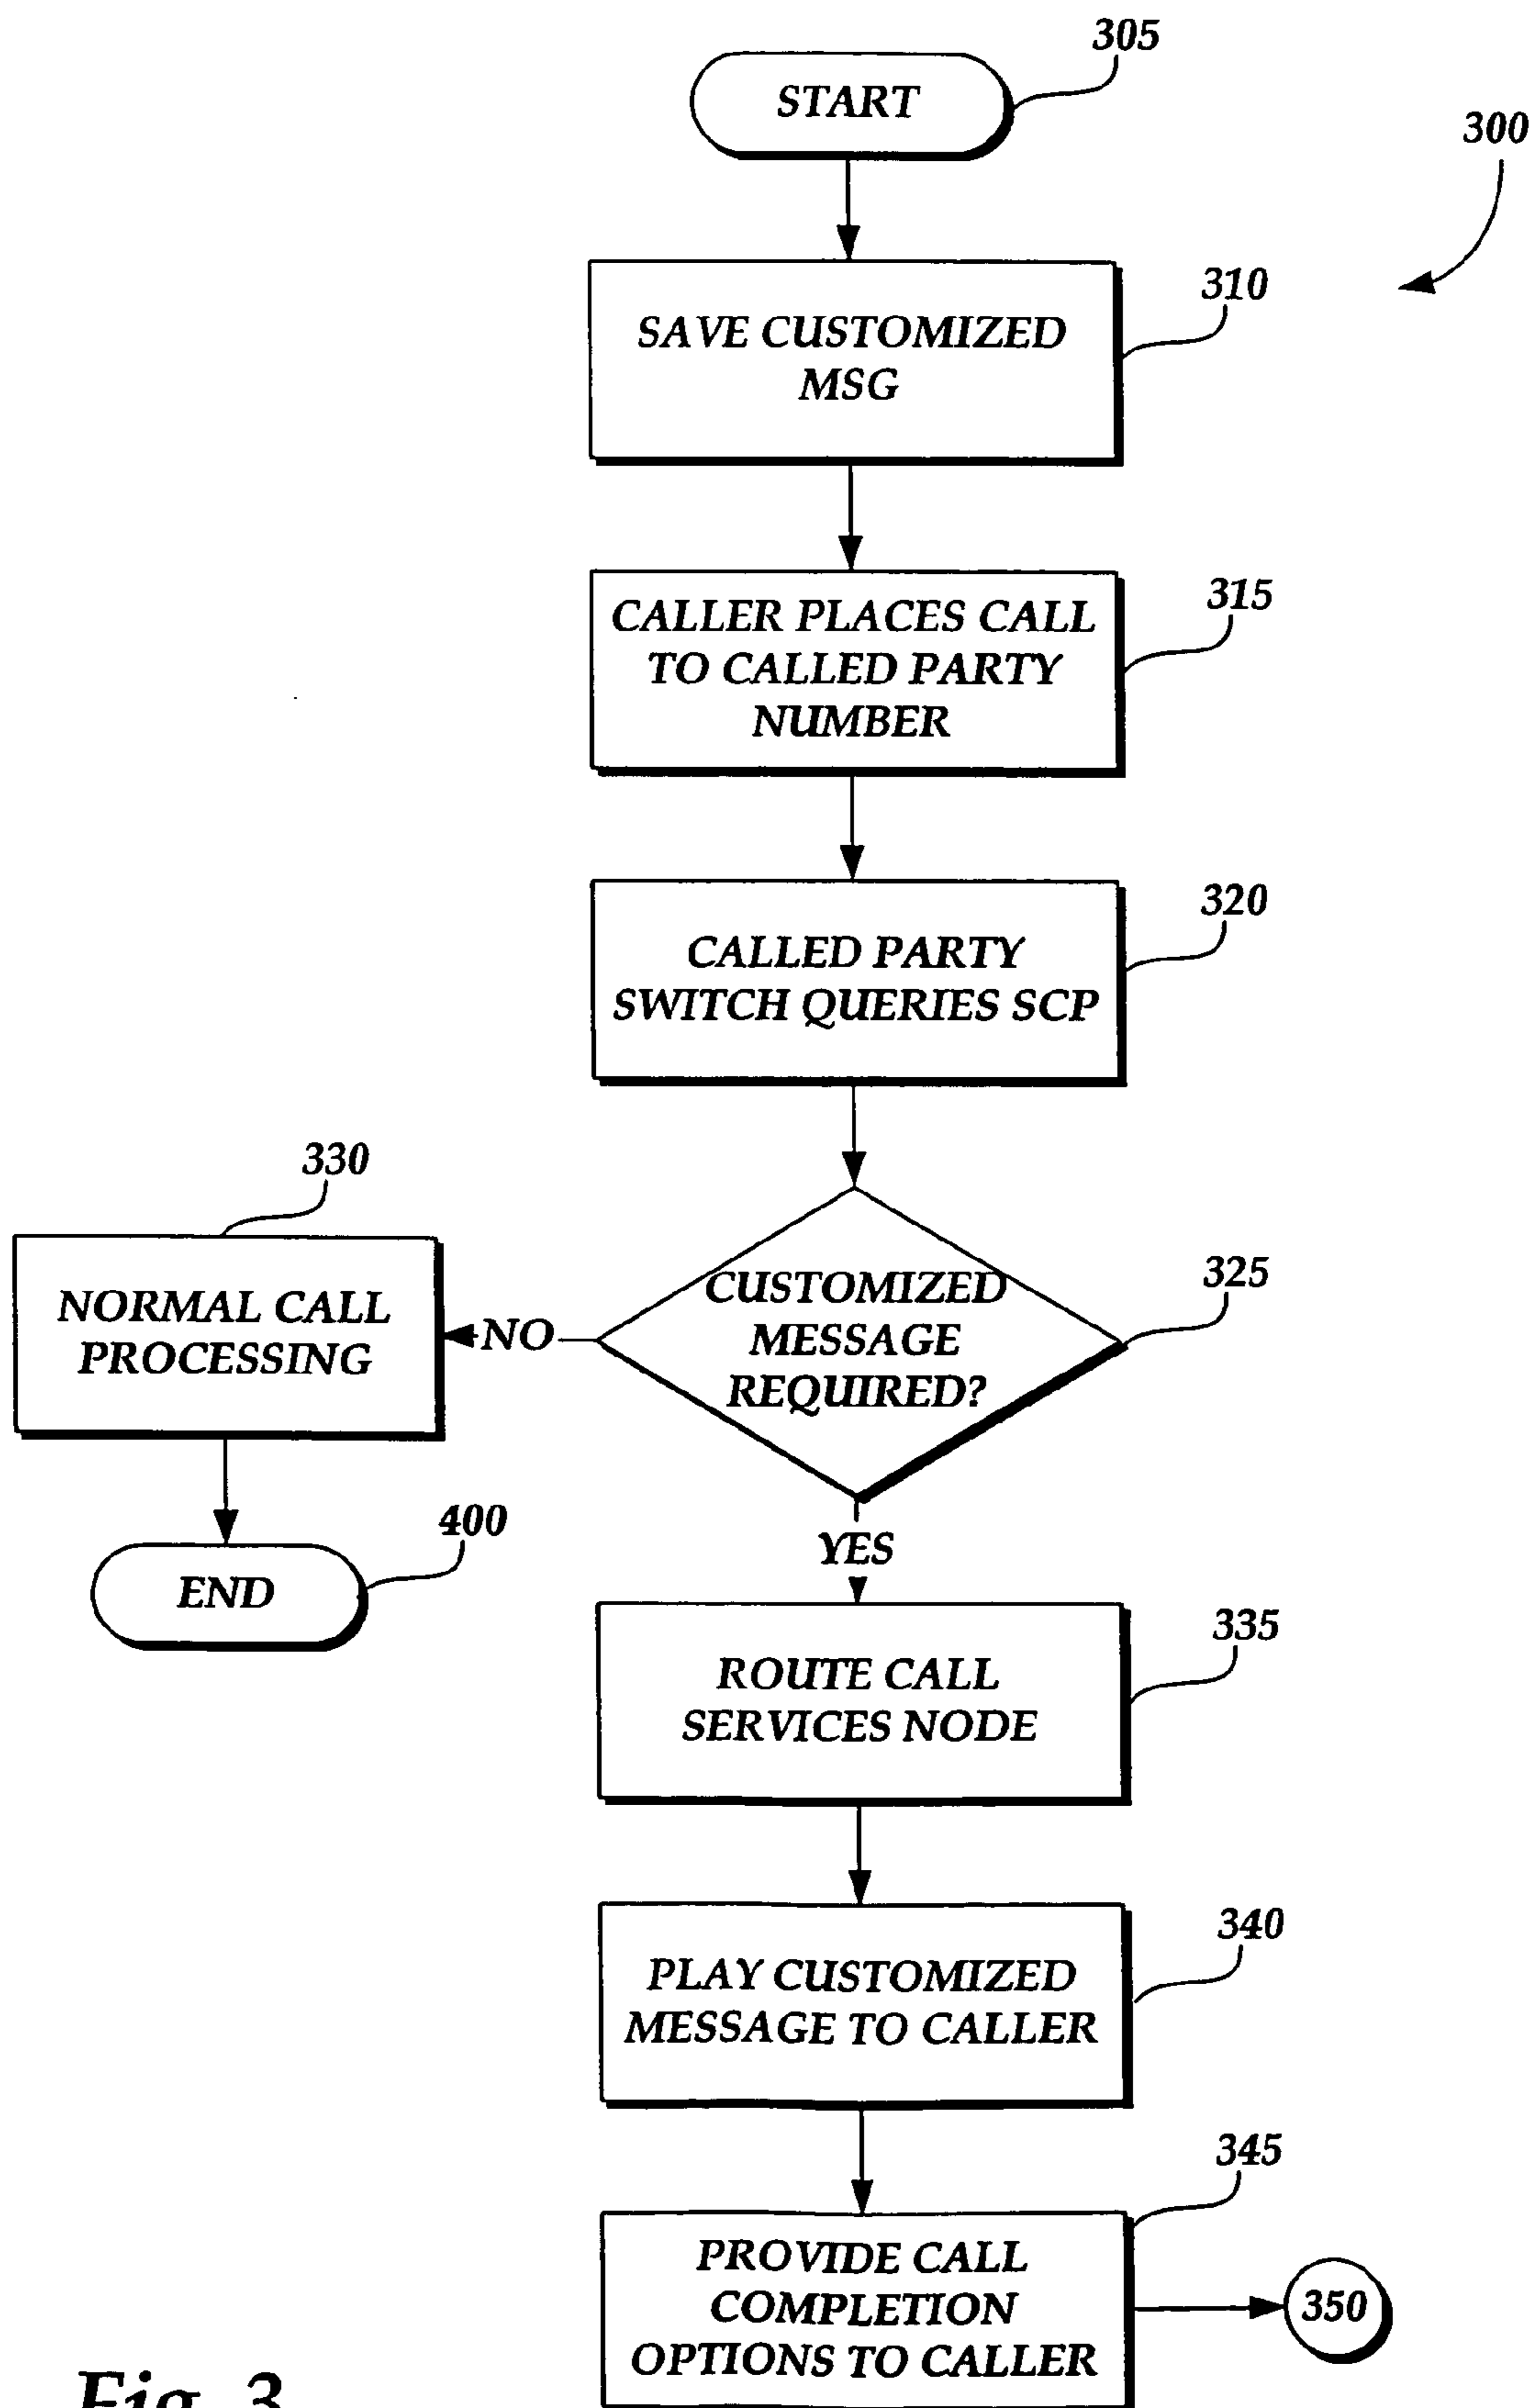 305
START
300
310
SAVE CUSTOMIZED
MSG
315
CALLER PLACES CALL
TO CALLED PARTY
NUMBER
320
CALLED PARTY
SWITCH QUERIES SCP
330
325
NORMAL CALL
PROCESSING
NO
CUSTOMIZED
MESSAGE
REQUIRED?
400
END
YES
335
ROUTE CALL
SERVICES NODE
340
PLAY CUSTOMIZED
MESSAGE TO CALLER
345
PROVIDE CALL
COMPLETION
OPTIONS TO CALLER
350
Fig. 3